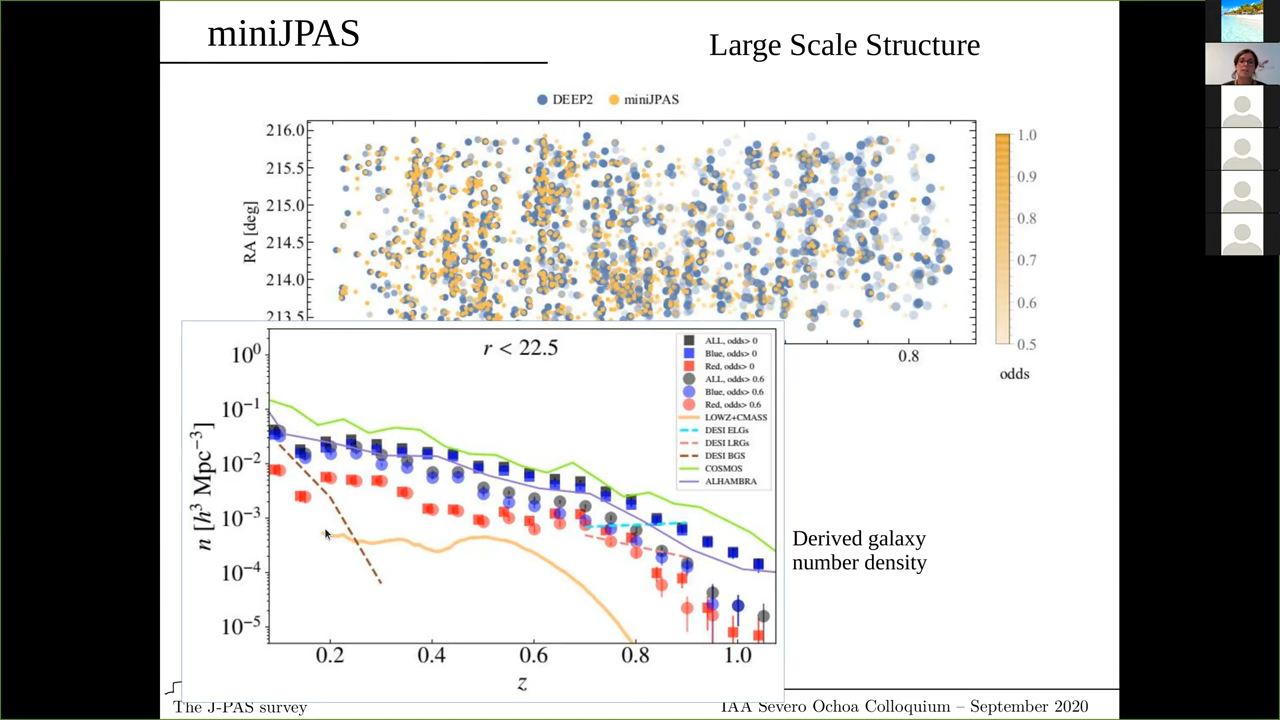 miniJPAS
Large Scale Structure
DEEP2 miniJPAS
216.0
215.5
215.0
214.5
214.0
213.5
RA [deg]
0.8
1.0
0.9
0.8
0.7
0.6
0.5
odds
r < 22.5
ALL, odds> 0
Blue, odds> 0
Red, odds> 0
ALL, odds> 0.6
Blue, odds> 0.6
Red, odds> 0.6
LOWZ+CMASS
DESI ELGs
DESI LRGs
DESI BGS
COSMOS
ALHAMBRA
10⁰
10⁻¹
10⁻²
10⁻³
10⁻⁴
10⁻⁵
n [h³ Mpc⁻³]
0.2 0.4 0.6 0.8 1.0
z
Derived galaxy
number density
The J-PAS survey
IAA Severo Ochoa Colloquium – September 2020